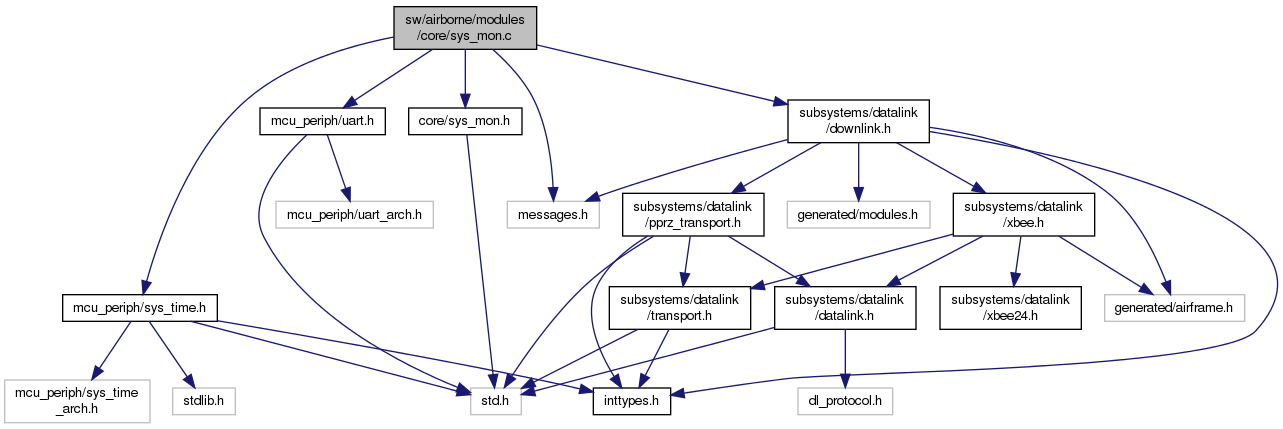 sw/airborne/modules
/core/sys_mon.c
mcu_periph/uart.h
core/sys_mon.h
subsystems/datalink
/downlink.h
mcu_periph/uart_arch.h
messages.h
subsystems/datalink
/pprz_transport.h
generated/modules.h
subsystems/datalink
/xbee.h
mcu_periph/sys_time.h
subsystems/datalink
/transport.h
subsystems/datalink
/datalink.h
subsystems/datalink
/xbee24.h
generated/airframe.h
mcu_periph/sys_time
_arch.h
stdlib.h
std.h
inttypes.h
dl_protocol.h